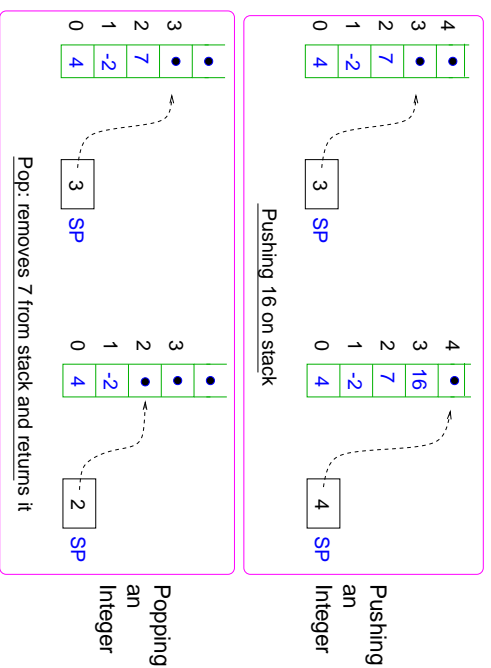 4 • 4 •
3 • 3 16
2 7 2 7 Pushing
1 -2 1 -2 an
0 4 3 SP 0 4 4 SP Integer
Pushing 16 on stack
• •
3 • 3 •
2 7 2 • Popping
1 -2 1 -2 an
0 4 3 SP 0 4 2 SP Integer
Pop: removes 7 from stack and returns it